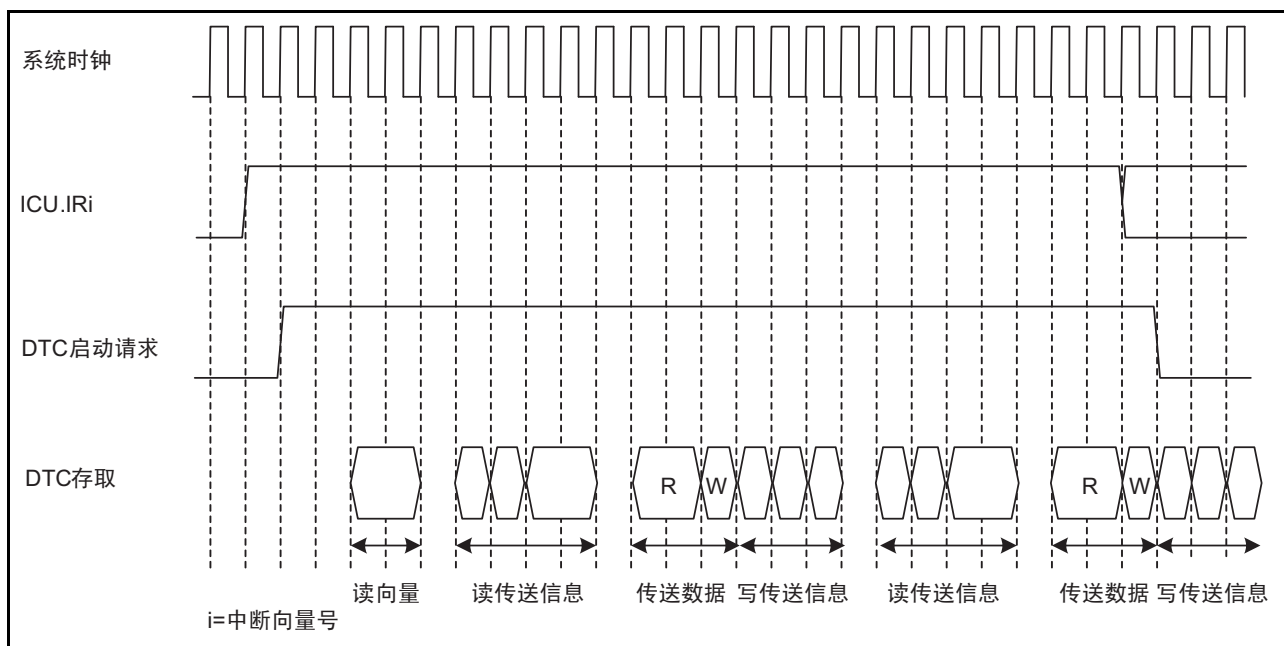 系统时钟
ICU.IRi
DTC启动请求
DTC存取
R W R W
读向量 读传送信息 传送数据 写传送信息 读传送信息 传送数据 写传送信息
i=中断向量号